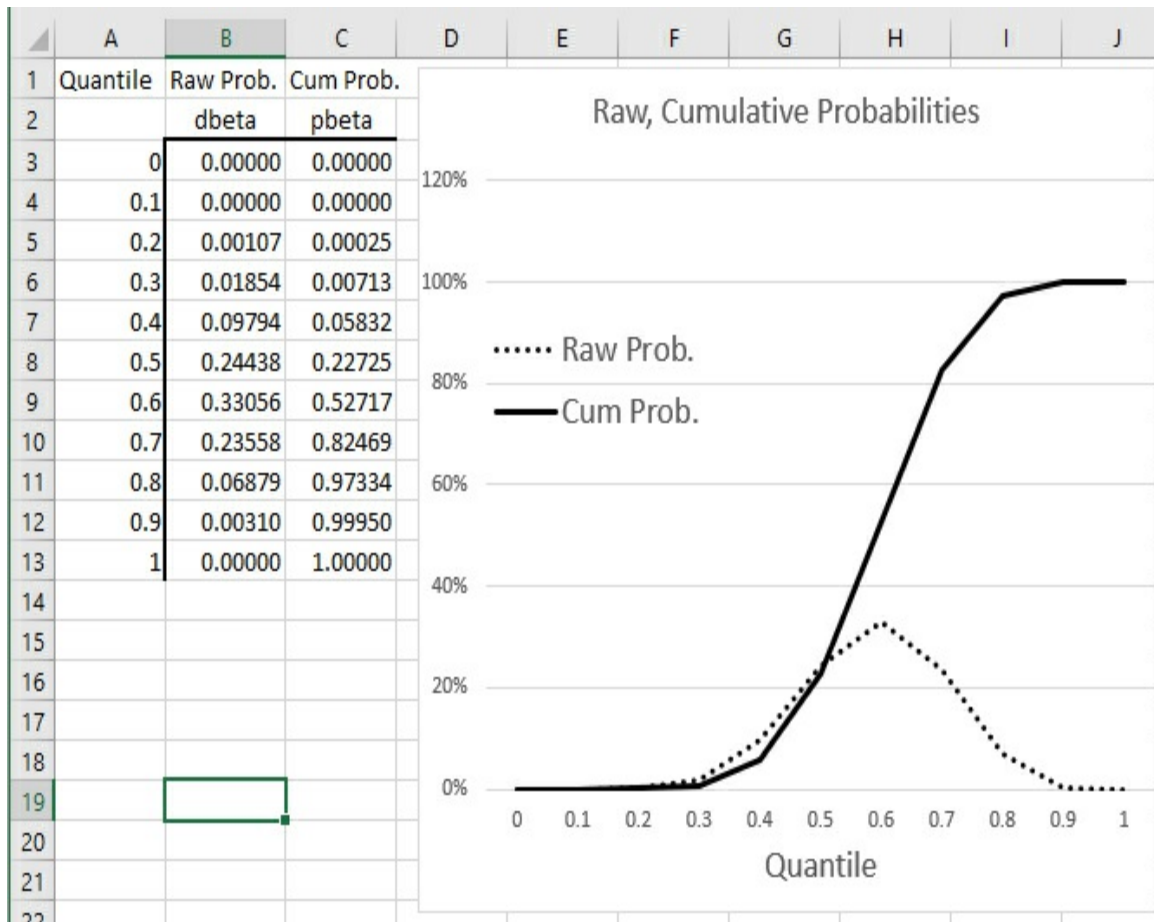 A B C D E F G H I J
1 Quantile Raw Prob. Cum Prob.
2 dbeta pbeta
3 0 0.00000 0.00000
4 0.1 0.00000 0.00000
5 0.2 0.00107 0.00025
6 0.3 0.01854 0.00713
7 0.4 0.09794 0.05832
8 0.5 0.24438 0.22725
9 0.6 0.33056 0.52717
10 0.7 0.23558 0.82469
11 0.8 0.06879 0.97334
12 0.9 0.00310 0.99950
13 1 0.00000 1.00000
14
15
16
17
18
19
20
21
22
Raw, Cumulative Probabilities
120%
100%
Raw Prob.
80%
Cum Prob.
60%
40%
20%
0%
0 0.1 0.2 0.3 0.4 0.5 0.6 0.7 0.8 0.9 1
Quantile